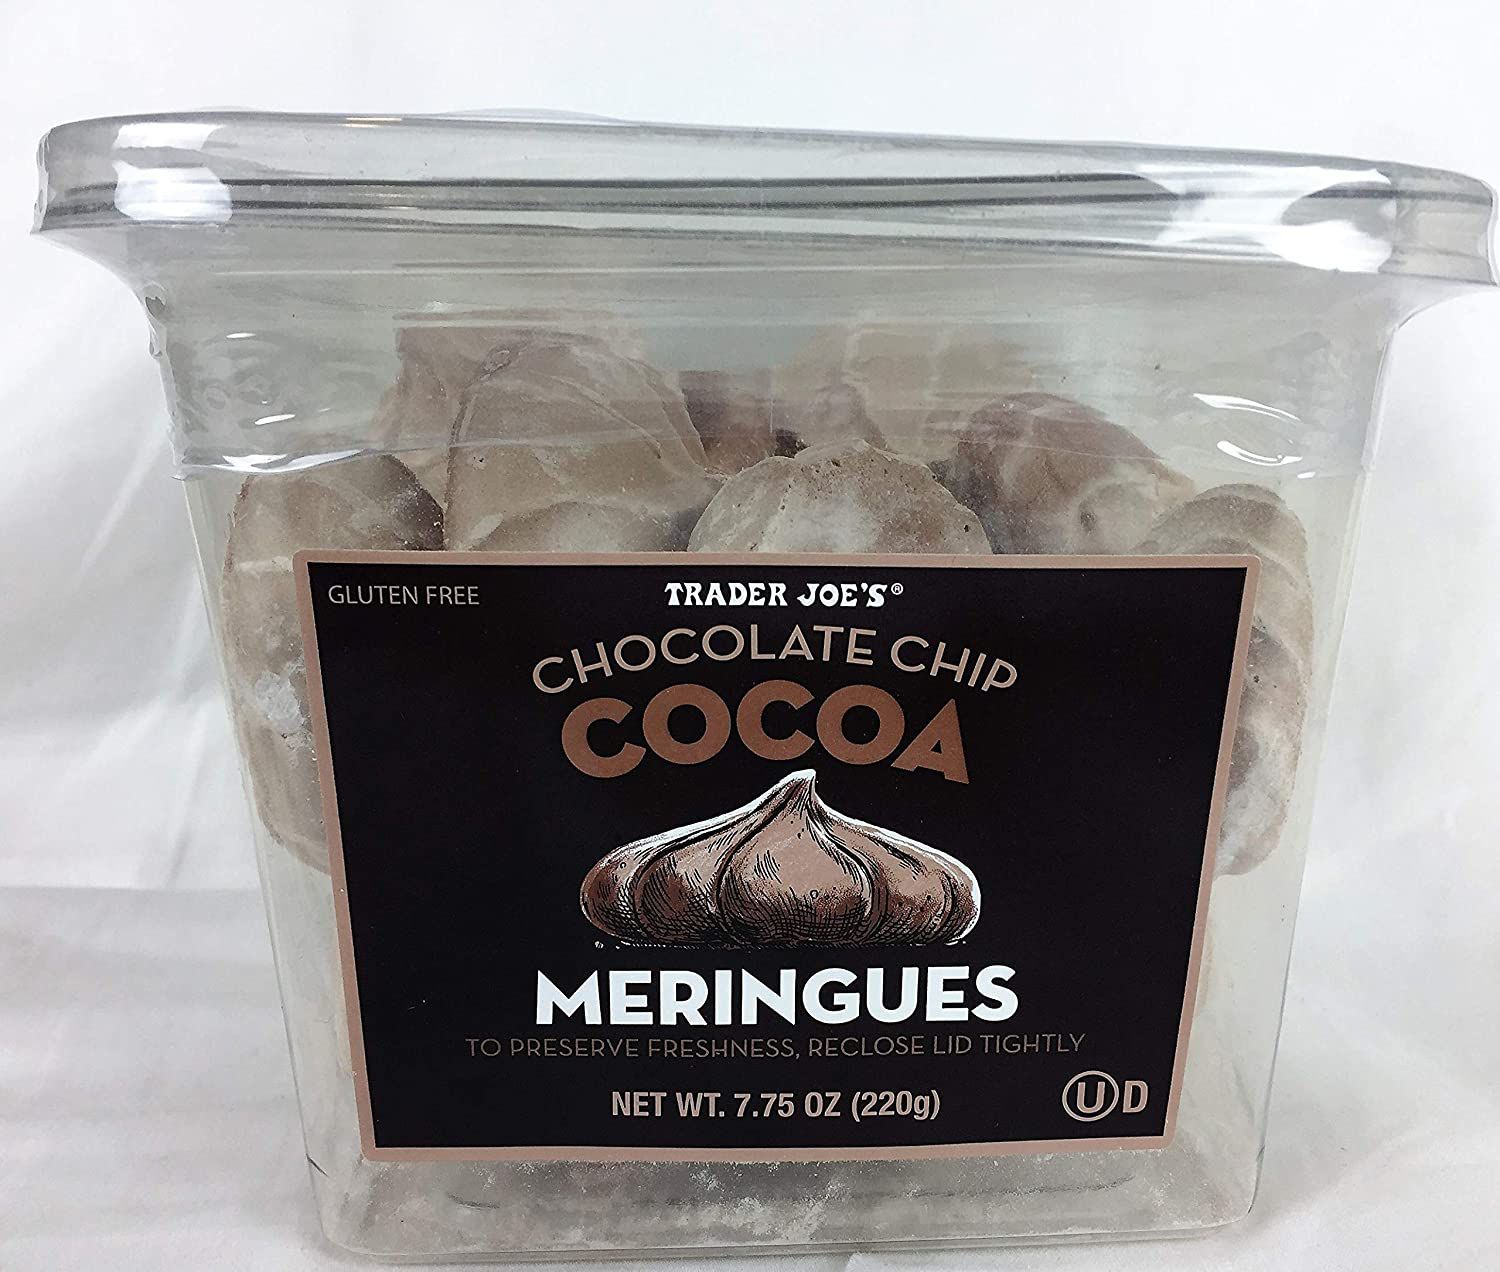 GLUTEN FREE
TRADER JOE'S®
CHOCOLATE CHIP
COCOA
MERINGUES
TO PRESERVE FRESHNESS, RECLOSE LID TIGHTLY
NET WT. 7.75 OZ (220g)
U D